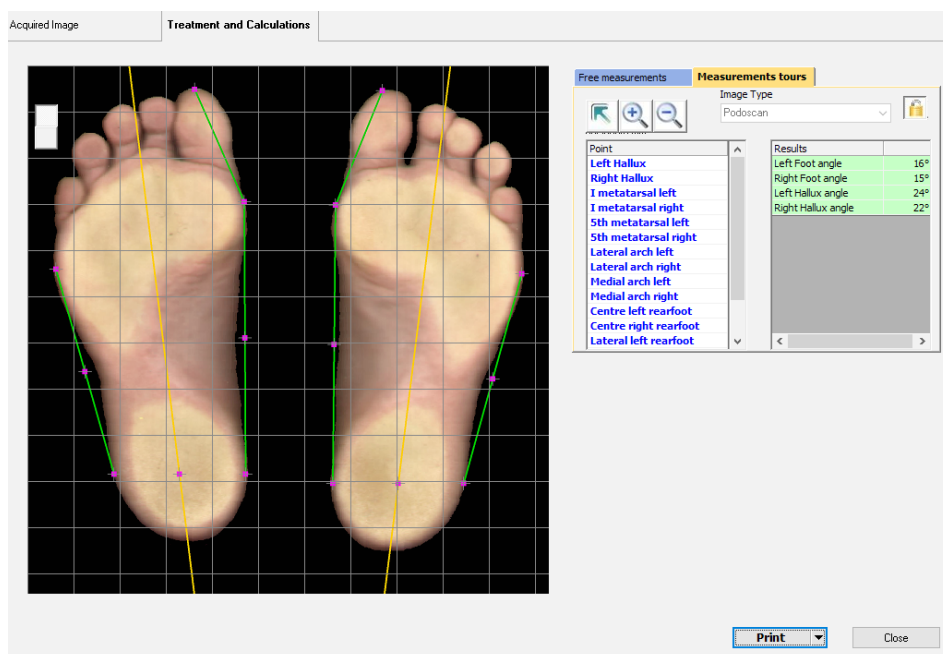 Acquired Image
Treatment and Calculations
Free measurements
Measurements tours
Image Type
Podoscan
Point
Left Hallux
Right Hallux
I metatarsal left
I metatarsal right
5th metatarsal left
5th metatarsal right
Lateral arch left
Lateral arch right
Medial arch left
Medial arch right
Centre left rearfoot
Centre right rearfoot
Lateral left rearfoot
Results
Left Foot angle 16°
Right Foot angle 15°
Left Hallux angle 24°
Right Hallux angle 22°
Print
Close